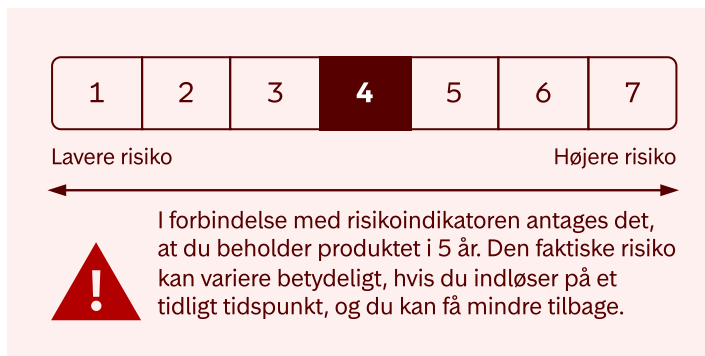 1 2 3 4 5 6 7
Lavere risiko Højere risiko
I forbindelse med risikoindikatoren antages det,
at du beholder produktet i 5 år. Den faktiske risiko
kan variere betydeligt, hvis du indløser på et
tidligt tidspunkt, og du kan få mindre tilbage.